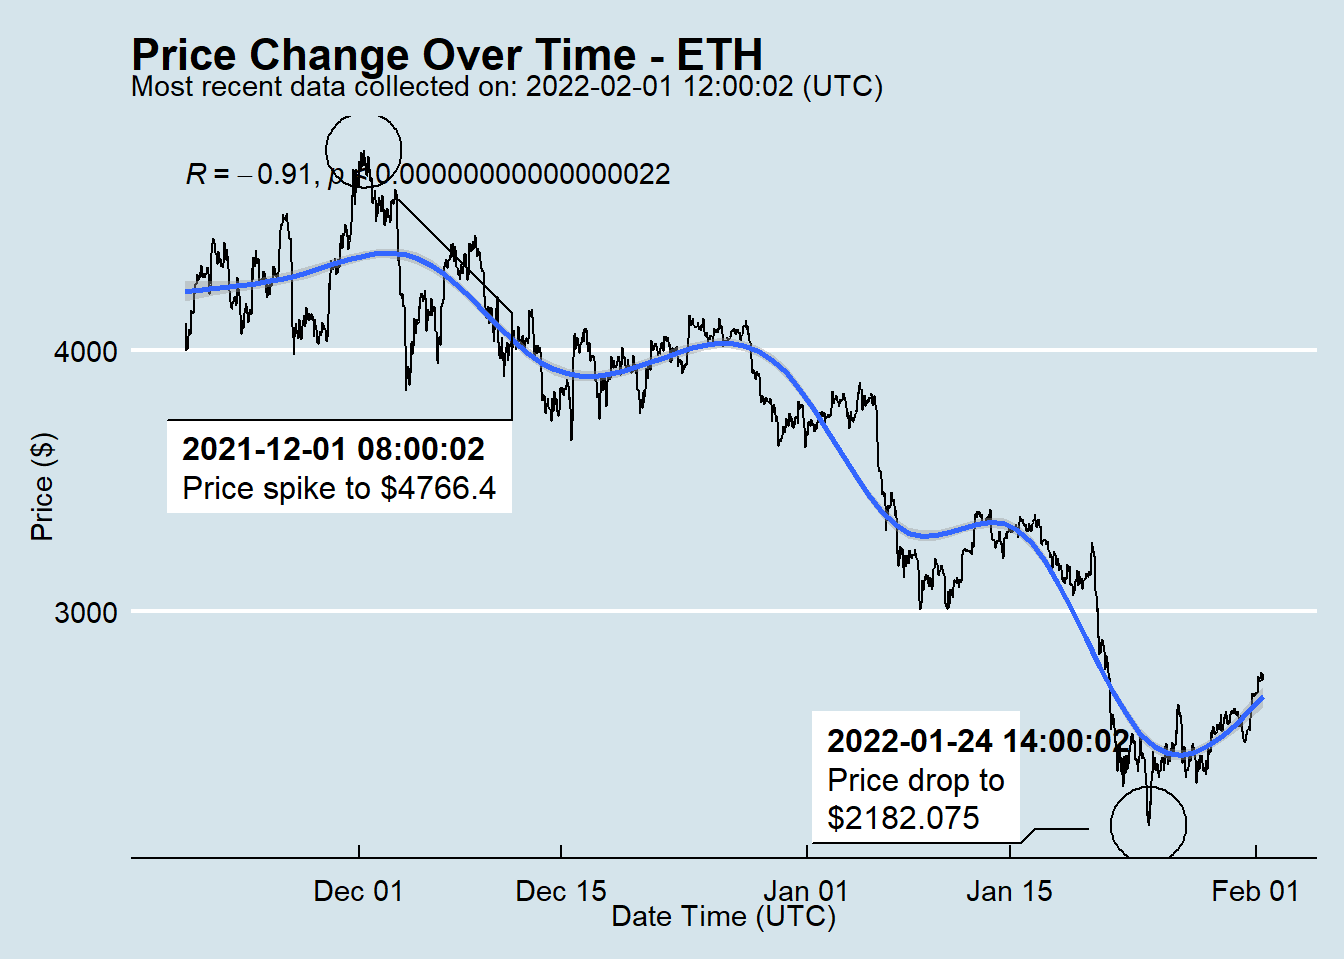 Price Change Over Time - ETH
Most recent data collected on: 2022-02-01 12:00:02 (UTC)
R = −0.91, p < 0.00000000000000022
4000
2021-12-01 08:00:02
Price spike to $4766.4
Price ($)
3000
2022-01-24 14:00:02
Price drop to
$2182.075
Dec 01 Dec 15 Jan 01 Jan 15 Feb 01
Date Time (UTC)